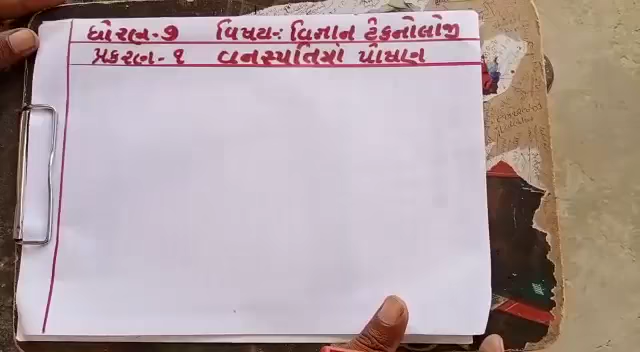 ધોરણ-૭ વિષય-: વિજ્ઞાન ટેકનોલોજી
પ્રકરણ-૧ વનસ્પતિમાં પોષણ